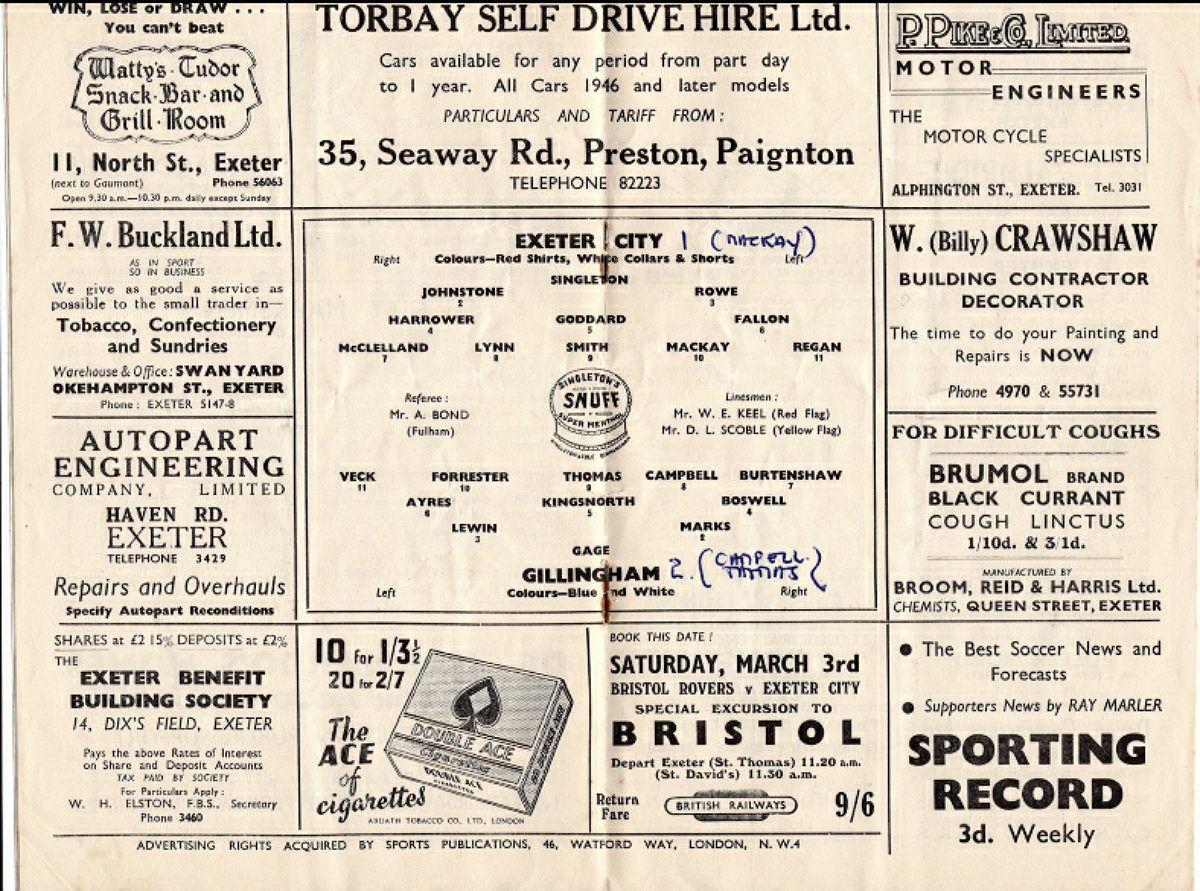 WIN, LOSE or DRAW . . .
You can't beat
Watty's · Tudor
Snack · Bar · and
Grill · Room
11, North St., Exeter
(next to Gaumont) Phone 56063
Open 9.30 a.m.—10.30 p.m. daily except Sunday
TORBAY SELF DRIVE HIRE Ltd.
Cars available for any period from part day
to 1 year. All Cars 1946 and later models
PARTICULARS AND TARIFF FROM :
35, Seaway Rd., Preston, Paignton
TELEPHONE 82223
P. PIKE & CO. LIMITED
MOTOR
ENGINEERS
THE
MOTOR CYCLE
SPECIALISTS
ALPHINGTON ST., EXETER. Tel. 3031
F. W. Buckland Ltd.
AS IN SPORT-
SO IN BUSINESS
We give as good a service as
possible to the small trader in—
Tobacco, Confectionery
and Sundries
Warehouse & Office: SWAN YARD
OKEHAMPTON ST., EXETER
Phone : EXETER 5147-8
AUTOPART
ENGINEERING
COMPANY, LIMITED
HAVEN RD.
EXETER
TELEPHONE 3429
Repairs and Overhauls
Specify Autopart Reconditions
EXETER CITY 1 (MACKAY)
Right Colours—Red Shirts, White Collars & Shorts Left
SINGLETON
JOHNSTONE ROWE
2 3
HARROWER GODDARD FALLON
4 5 6
McCLELLAND LYNN SMITH MACKAY REGAN
7 8 9 10 11
Referee :
Mr. A. BOND
(Fulham)
SINGLETON'S
SNUFF
SUPER MENTHOL
Linesmen :
Mr. W. E. KEEL (Red Flag)
Mr. D. L. SCOBLE (Yellow Flag)
VECK FORRESTER THOMAS CAMPBELL BURTENSHAW
11 10 9 8 7
AYRES KINGSNORTH BOSWELL
6 5 4
LEWIN MARKS
3 2
GAGE
GILLINGHAM 2. (CAMPELL
THOMAS)
Left Colours—Blue and White Right
W. (Billy) CRAWSHAW
BUILDING CONTRACTOR
DECORATOR
The time to do your Painting and
Repairs is NOW
Phone 4970 & 55731
FOR DIFFICULT COUGHS
BRUMOL BRAND
BLACK CURRANT
COUGH LINCTUS
1/10d. & 3/1d.
MANUFACTURED BY
BROOM, REID & HARRIS Ltd.
CHEMISTS, QUEEN STREET, EXETER
SHARES at £2 15% DEPOSITS at £2%
THE
EXETER BENEFIT
BUILDING SOCIETY
14, DIX'S FIELD, EXETER
Pays the above Rates of Interest
on Share and Deposit Accounts
TAX PAID BY SOCIETY
For Particulars Apply :
W. H. ELSTON, F.B.S., Secretary
Phone 3460
10 for 1/3½
20 for 2/7
The
ACE
of
cigarettes
DOUBLE ACE
Cigarettes
DOUBLE ACE
CIGARETTES
ARDATH TOBACCO CO. LTD., LONDON
BOOK THIS DATE !
SATURDAY, MARCH 3rd
BRISTOL ROVERS v EXETER CITY
SPECIAL EXCURSION TO
BRISTOL
Depart Exeter (St. Thomas) 11.20 a.m.
(St. David's) 11.30 a.m.
Return
Fare
BRITISH RAILWAYS
9/6
The Best Soccer News and
Forecasts
Supporters News by RAY MARLER
SPORTING
RECORD
3d. Weekly
ADVERTISING RIGHTS ACQUIRED BY SPORTS PUBLICATIONS, 46, WATFORD WAY, LONDON, N.W.4